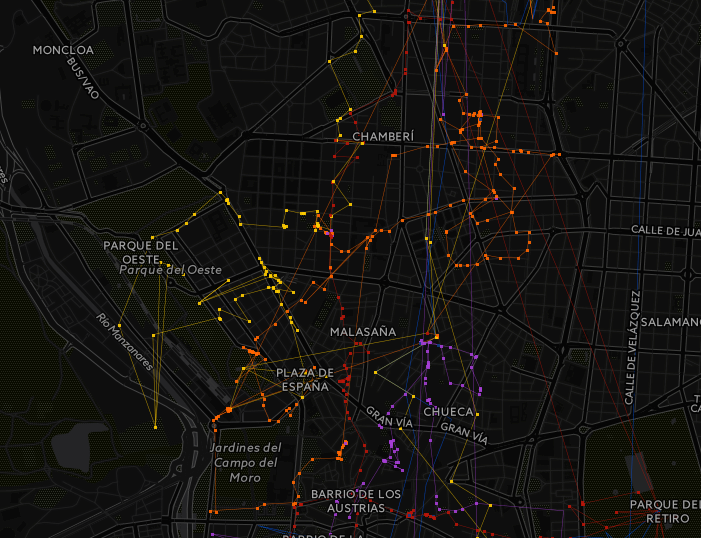 MONCLOA
BUS/VAO
CHAMBERÍ
PARQUE DEL
OESTE
Parque del Oeste
CALLE DE JUA
Río Manzanares
MALASAÑA
CALLE DE VELÁZQUEZ
SALAMANC
PLAZA DE
ESPAÑA
GRAN VÍA
CHUECA
GRAN VÍA
Jardines del
Campo del
Moro
BARRIO DE LOS
AUSTRIAS
PARQUE DEL
RETIRO
BARRIO DE LA